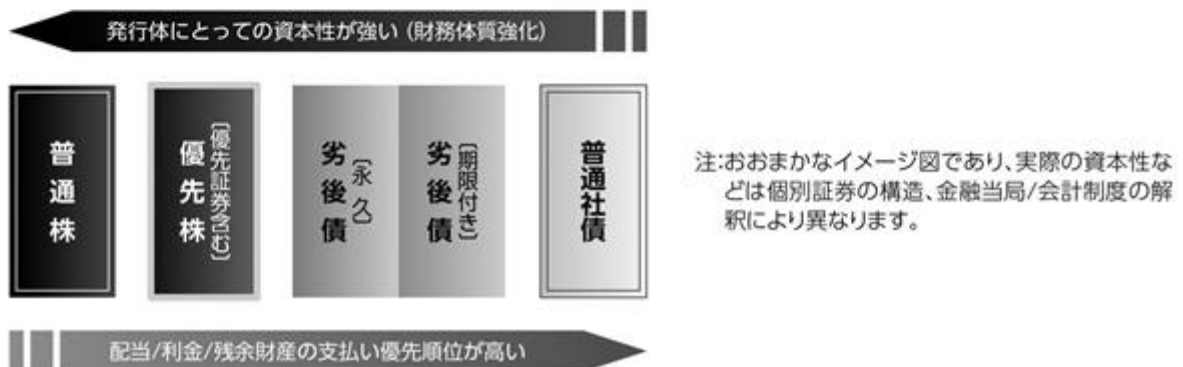 発行体にとっての資本性が強い（財務体質強化）
普通株
優先株
〔優先証券含む〕
劣後債
〔永久〕
劣後債
〔期限付き〕
普通社債
注:おおまかなイメージ図であり、実際の資本性な
どは個別証券の構造、金融当局/会計制度の解
釈により異なります。
配当/利金/残余財産の支払い優先順位が高い